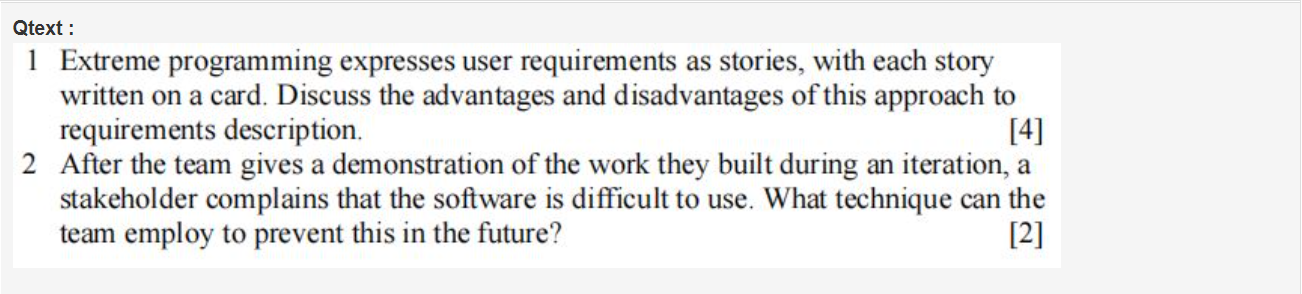 Qtext :
1 Extreme programming expresses user requirements as stories, with each story
written on a card. Discuss the advantages and disadvantages of this approach to
requirements description. [4]
2 After the team gives a demonstration of the work they built during an iteration, a
stakeholder complains that the software is difficult to use. What technique can the
team employ to prevent this in the future? [2]